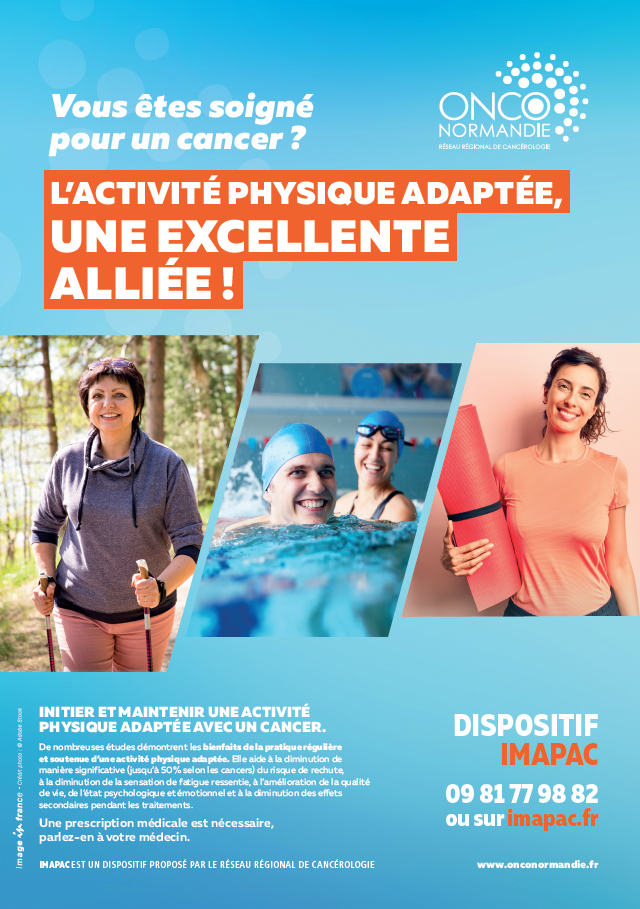 Vous êtes soigné
pour un cancer ?
ONCO
NORMANDIE
RÉSEAU RÉGIONAL DE CANCÉROLOGIE
L'ACTIVITÉ PHYSIQUE ADAPTÉE,
UNE EXCELLENTE
ALLIÉE !
INITIER ET MAINTENIR UNE ACTIVITÉ
PHYSIQUE ADAPTÉE AVEC UN CANCER.
De nombreuses études démontrent les bienfaits de la pratique régulière
et soutenue d'une activité physique adaptée. Elle aide à la diminution de
manière significative (jusqu'à 50% selon les cancers) du risque de rechute,
à la diminution de la sensation de fatigue ressentie, à l'amélioration de la qualité
de vie, de l'état psychologique et émotionnel et à la diminution des effets
secondaires pendant les traitements.
Une prescription médicale est nécessaire,
parlez-en à votre médecin.
IMAPAC EST UN DISPOSITIF PROPOSÉ PAR LE RÉSEAU RÉGIONAL DE CANCÉROLOGIE
DISPOSITIF
IMAPAC
09 81 77 98 82
ou sur imapac.fr
www.onconormandie.fr
image in france - Crédit photo : © Adobe Stock